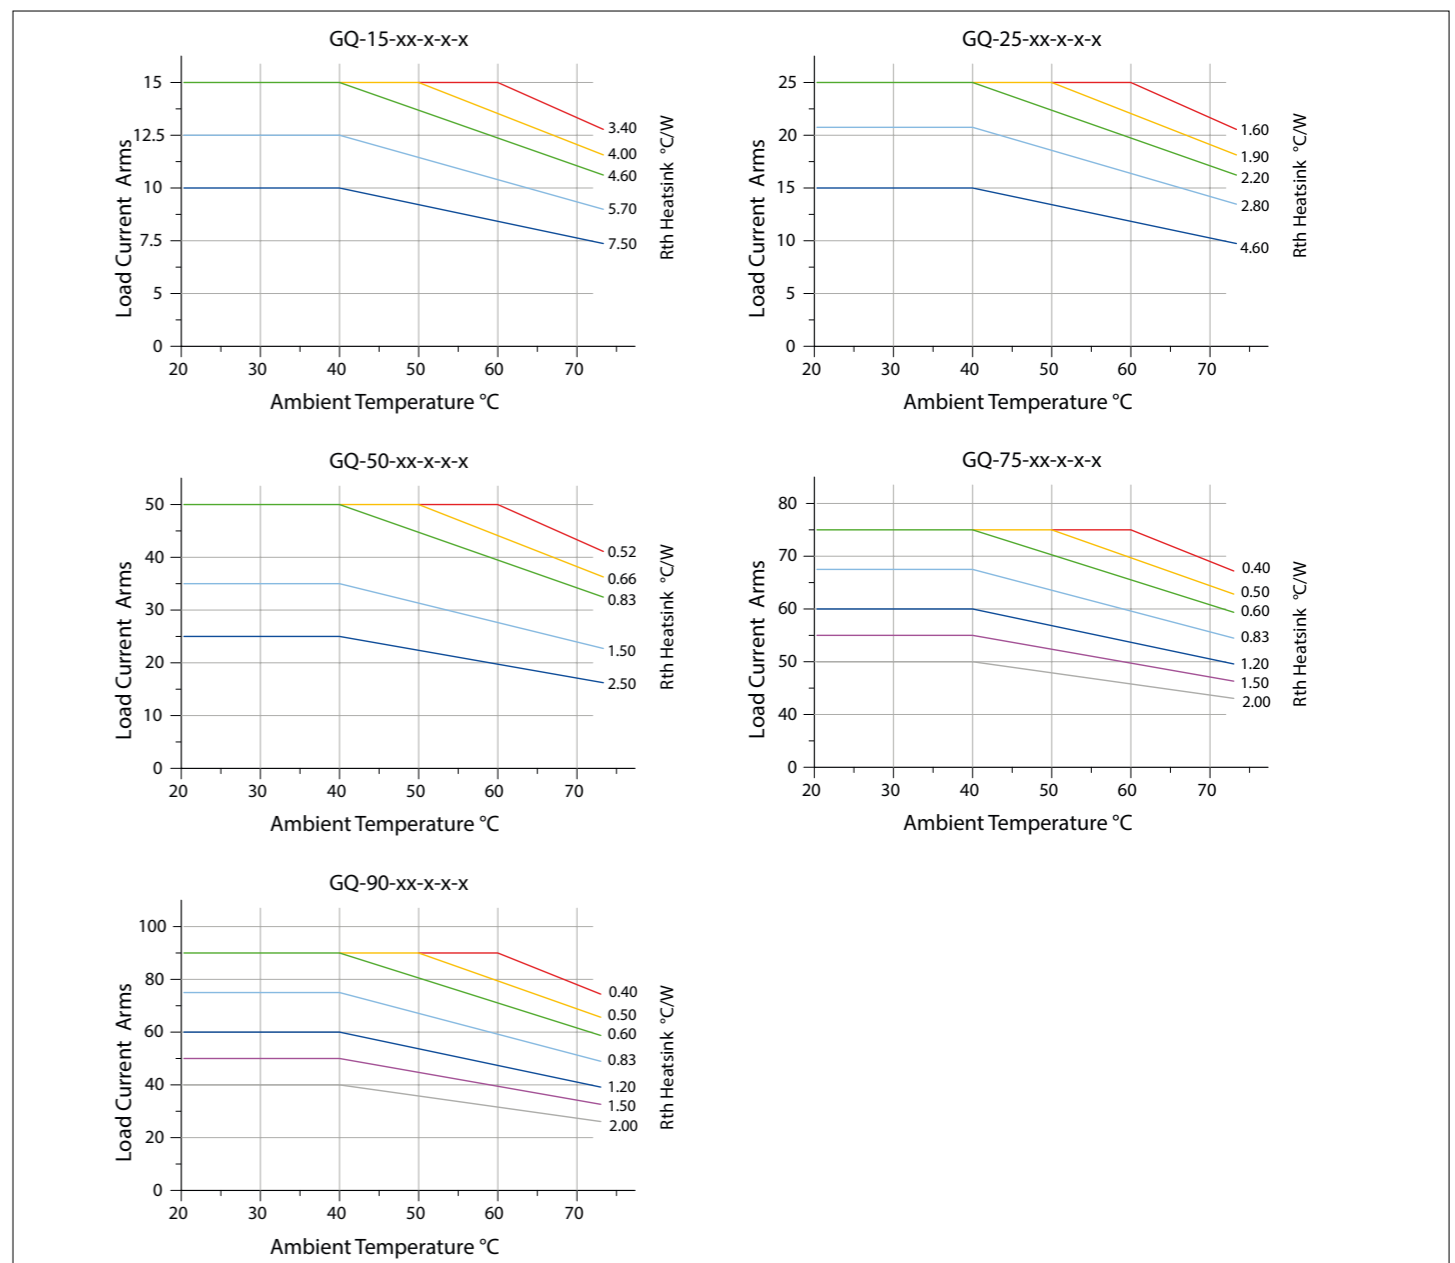 GQ-15-xx-x-x-x
15
12.5
10
7.5
5
0
20 30 40 50 60 70
Load Current Arms
Ambient Temperature °C
3.40
4.00
4.60
5.70
7.50
Rth Heatsink °C/W
GQ-25-xx-x-x-x
25
20
15
10
5
0
20 30 40 50 60 70
Load Current Arms
Ambient Temperature °C
1.60
1.90
2.20
2.80
4.60
Rth Heatsink °C/W
GQ-50-xx-x-x-x
50
40
30
20
10
0
20 30 40 50 60 70
Load Current Arms
Ambient Temperature °C
0.52
0.66
0.83
1.50
2.50
Rth Heatsink °C/W
GQ-75-xx-x-x-x
80
70
60
50
40
0
20 30 40 50 60 70
Load Current Arms
Ambient Temperature °C
0.40
0.50
0.60
0.83
1.20
1.50
2.00
Rth Heatsink °C/W
GQ-90-xx-x-x-x
100
80
60
40
20
0
20 30 40 50 60 70
Load Current Arms
Ambient Temperature °C
0.40
0.50
0.60
0.83
1.20
1.50
2.00
Rth Heatsink °C/W